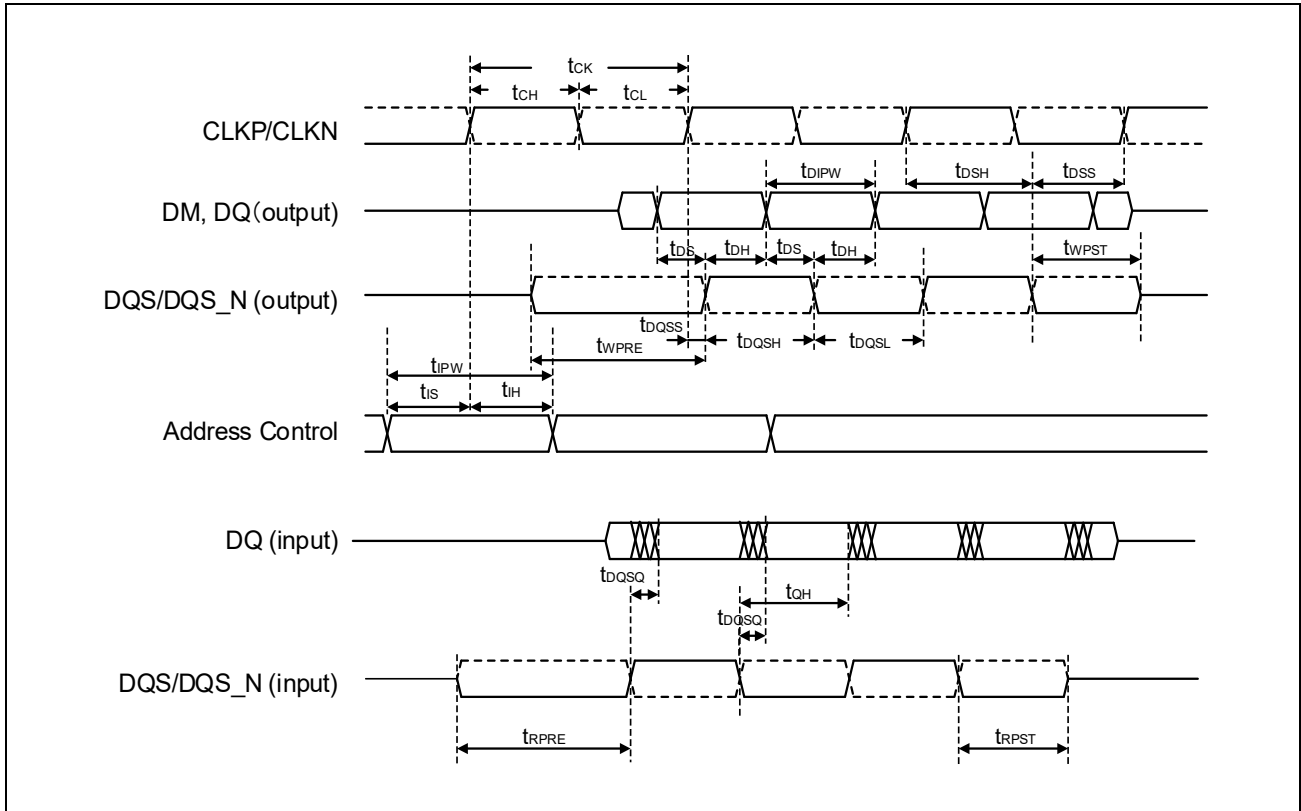 tCK
tCH
tCL
CLKP/CLKN
tDIPW
tDSH
tDSS
DM, DQ（output)
tDS
tDH
tDS
tDH
tWPST
DQS/DQS_N (output)
tDQSS
tDQSH
tDQSL
tWPRE
tIPW
tIS
tIH
Address Control
DQ (input)
tDQSQ
tQH
tDQSQ
DQS/DQS_N (input)
tRPRE
tRPST